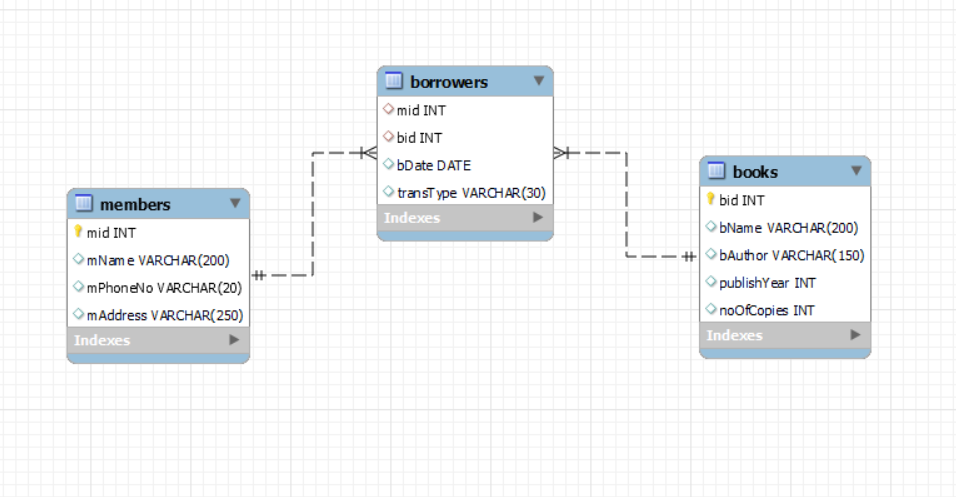 borrowers
mid INT
bid INT
bDate DATE
transType VARCHAR(30)
Indexes
members
mid INT
mName VARCHAR(200)
mPhoneNo VARCHAR(20)
mAddress VARCHAR(250)
Indexes
books
bid INT
bName VARCHAR(200)
bAuthor VARCHAR(150)
publishYear INT
noOfCopies INT
Indexes